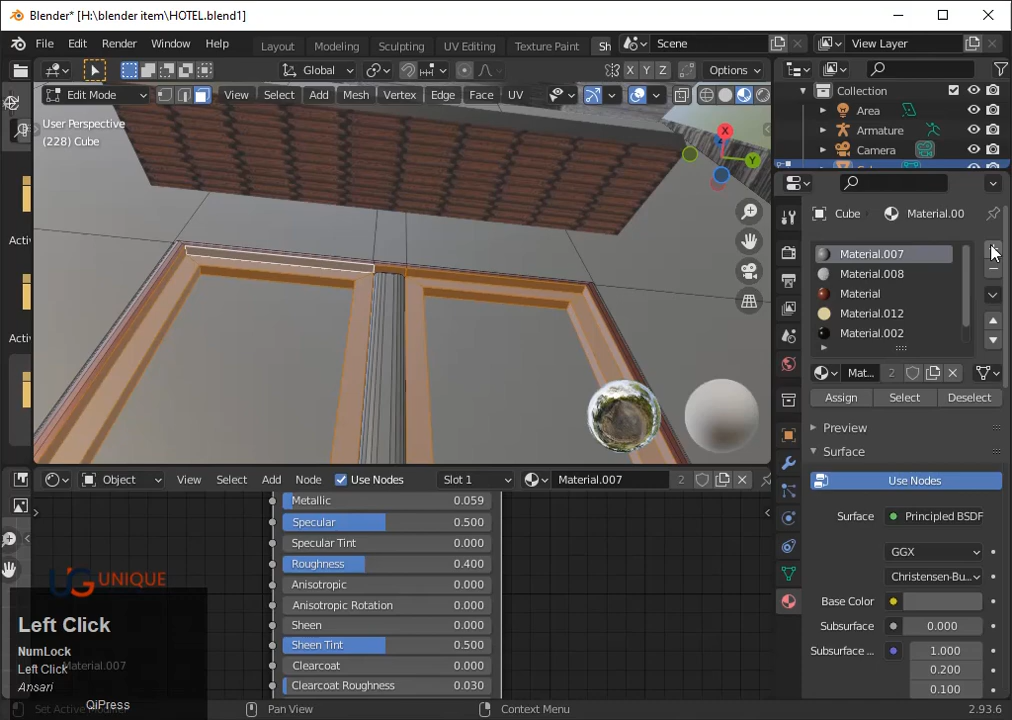 Blender* [H:\blender item\HOTEL.blend1]
File Edit Render Window Help Layout Modeling Sculpting UV Editing Texture Paint Sh Scene View Layer
Global X Y Z Options
Edit Mode View Select Add Mesh Vertex Edge Face UV
User Perspective
(228) Cube
X
Y
Z
Collection
Area
Armature
Camera
Cube Material.00
Material.007
Material.008
Material
Material.012
Material.002
Mat... 2
Assign Select Deselect
Preview
Surface
Use Nodes
Surface Principled BSDF
GGX
Christensen-Bu...
Base Color
Subsurface 0.000
Subsurface ... 1.000
0.200
0.100
Activ
Activ
Object View Select Add Node Use Nodes Slot 1 Material.007 2
Metallic 0.059
Specular 0.500
Specular Tint 0.000
Roughness 0.400
Anisotropic 0.000
Anisotropic Rotation 0.000
Sheen 0.000
Sheen Tint 0.500
Clearcoat 0.000
Clearcoat Roughness 0.030
UG UNIQUE
Left Click
NumLock
Left Click
Material.007
Ansari
QiPress
Pan View Context Menu 2.93.6